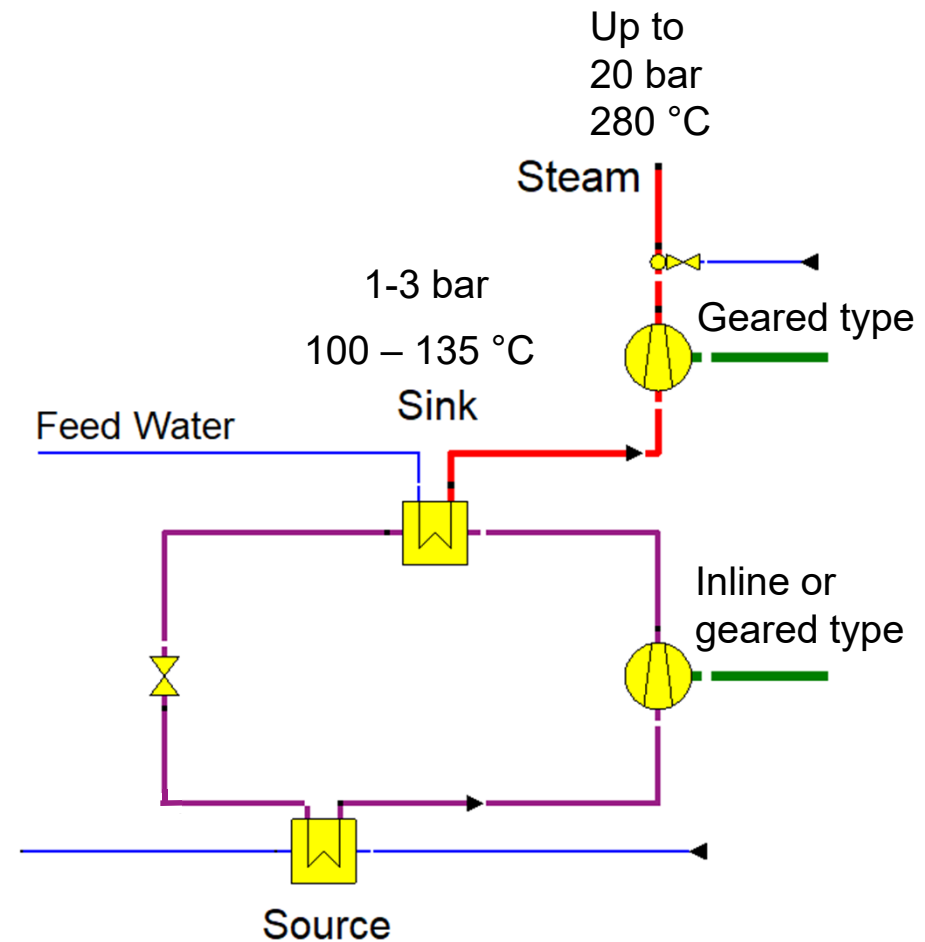 Up to
20 bar
280 °C
Steam
1-3 bar
Geared type
100 – 135 °C
Sink
Feed Water
Inline or
geared type
Source